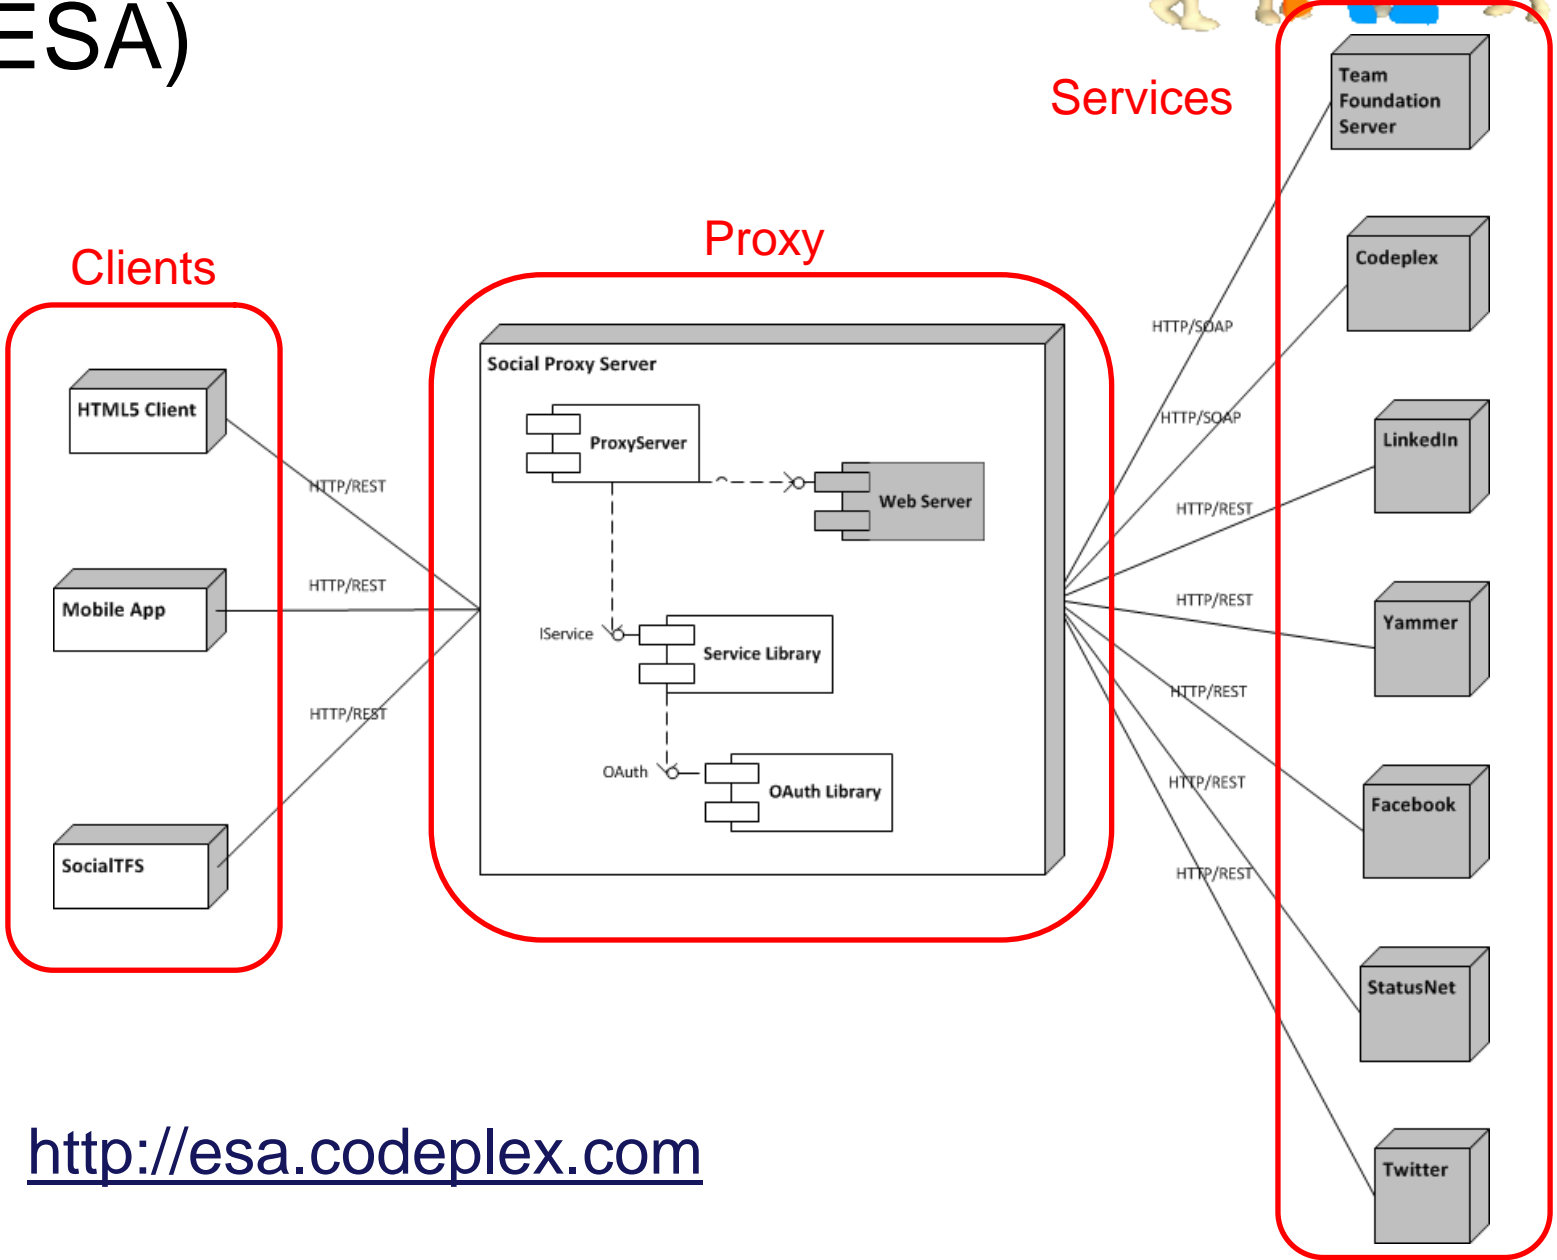 ESA)
Services
Proxy
Clients
HTML5 Client
Mobile App
SocialTFS
HTTP/REST
HTTP/REST
HTTP/REST
Social Proxy Server
ProxyServer
Web Server
IService
Service Library
OAuth
OAuth Library
HTTP/SOAP
HTTP/SOAP
HTTP/REST
HTTP/REST
HTTP/REST
HTTP/REST
HTTP/REST
Team
Foundation
Server
Codeplex
LinkedIn
Yammer
Facebook
StatusNet
Twitter
http://esa.codeplex.com